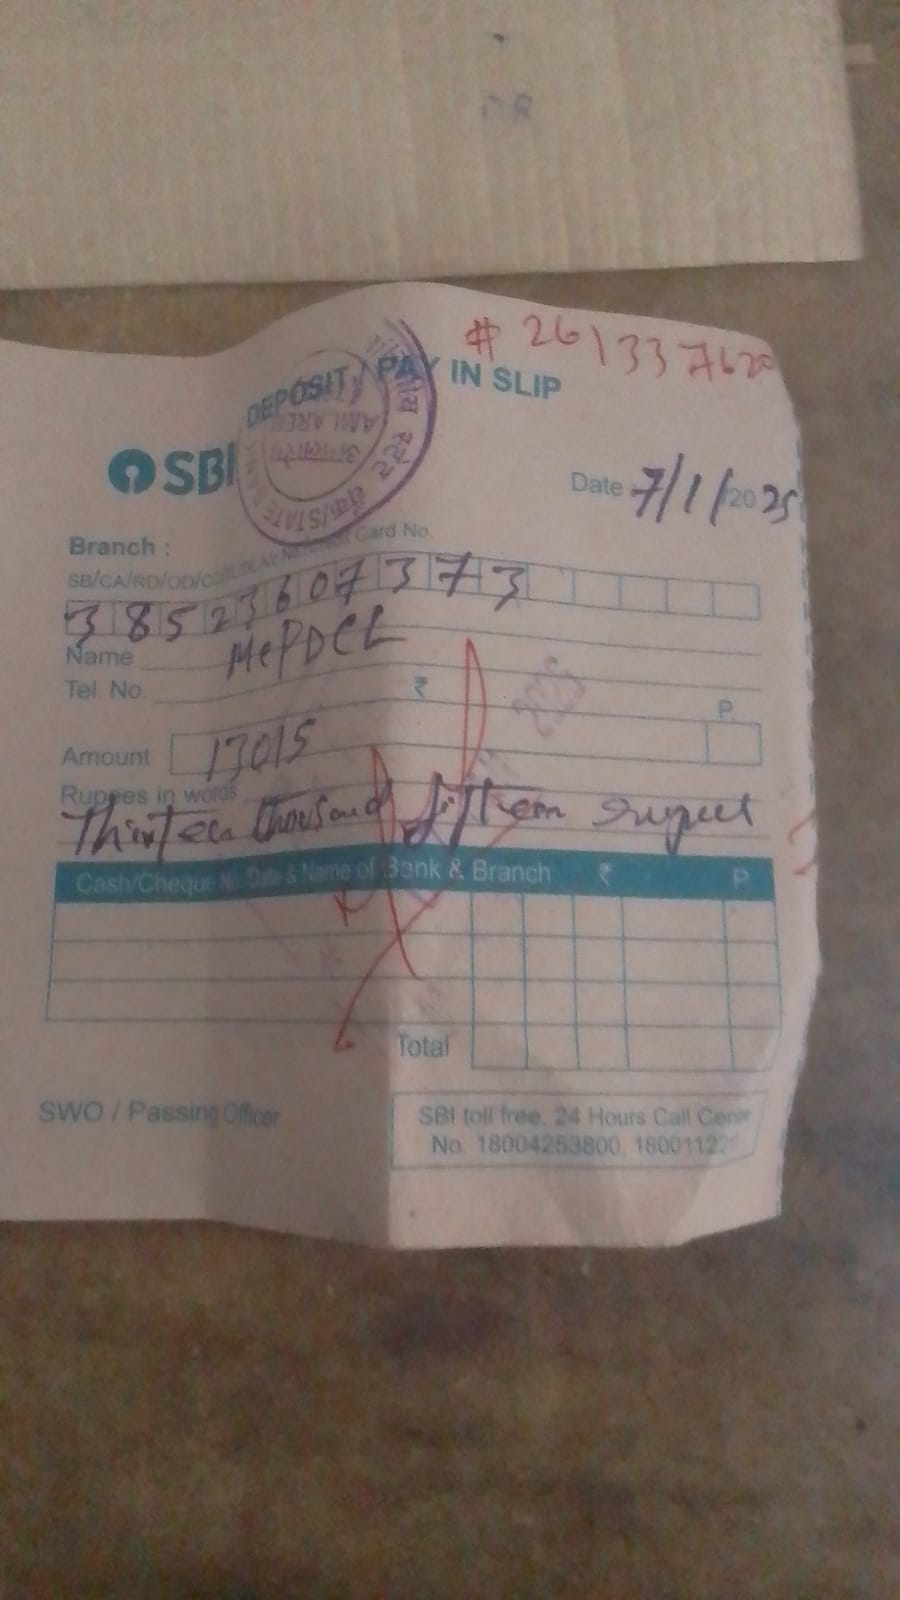 # 261337620
DEPOSIT / PAY IN SLIP
SBI
Date 7/1/2025
Branch :
Card No.
SB/CA/RD/OD/CC
38523607373
Name MePDCL
Tel. No.
₹ P.
Amount 13015
Rupees in words
Thirteen thousand fifteen rupees
Cash/Cheque No. Date & Name of Bank & Branch ₹ P.
Total
SWO / Passing Officer
SBI toll free, 24 Hours Call Centre
No. 18004253800, 18001122